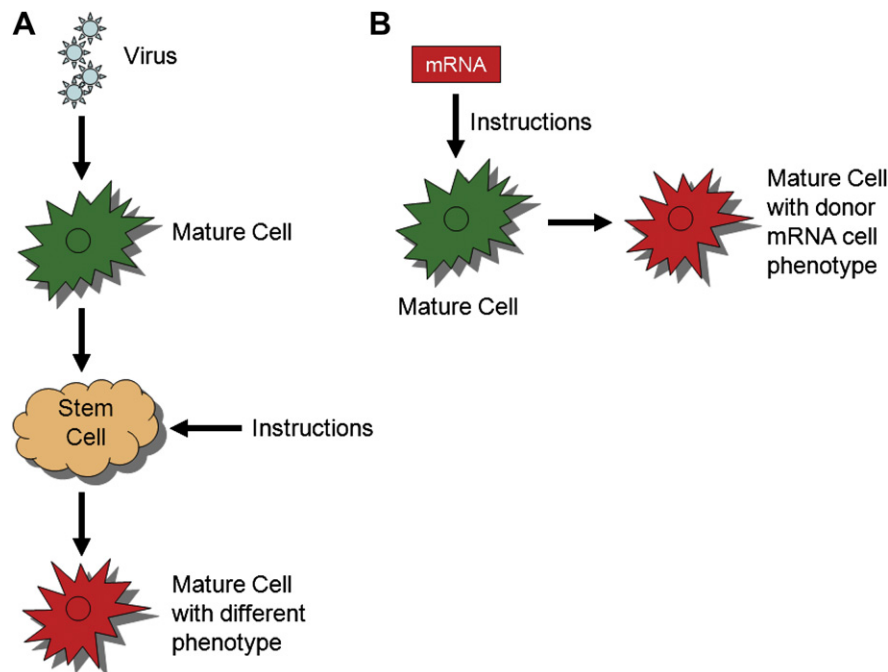 A
Virus
Mature Cell
Stem
Cell
Instructions
Mature Cell
with different
phenotype
B
mRNA
Instructions
Mature Cell
Mature Cell
with donor
mRNA cell
phenotype